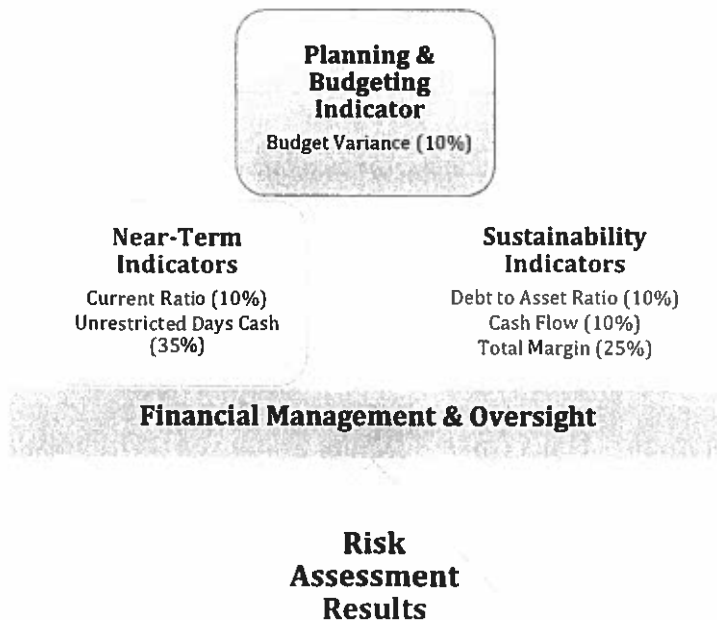 Planning &
Budgeting
Indicator
Budget Variance (10%)
Near-Term
Indicators
Current Ratio (10%)
Unrestricted Days Cash
(35%)
Sustainability
Indicators
Debt to Asset Ratio (10%)
Cash Flow (10%)
Total Margin (25%)
Financial Management & Oversight
Risk
Assessment
Results